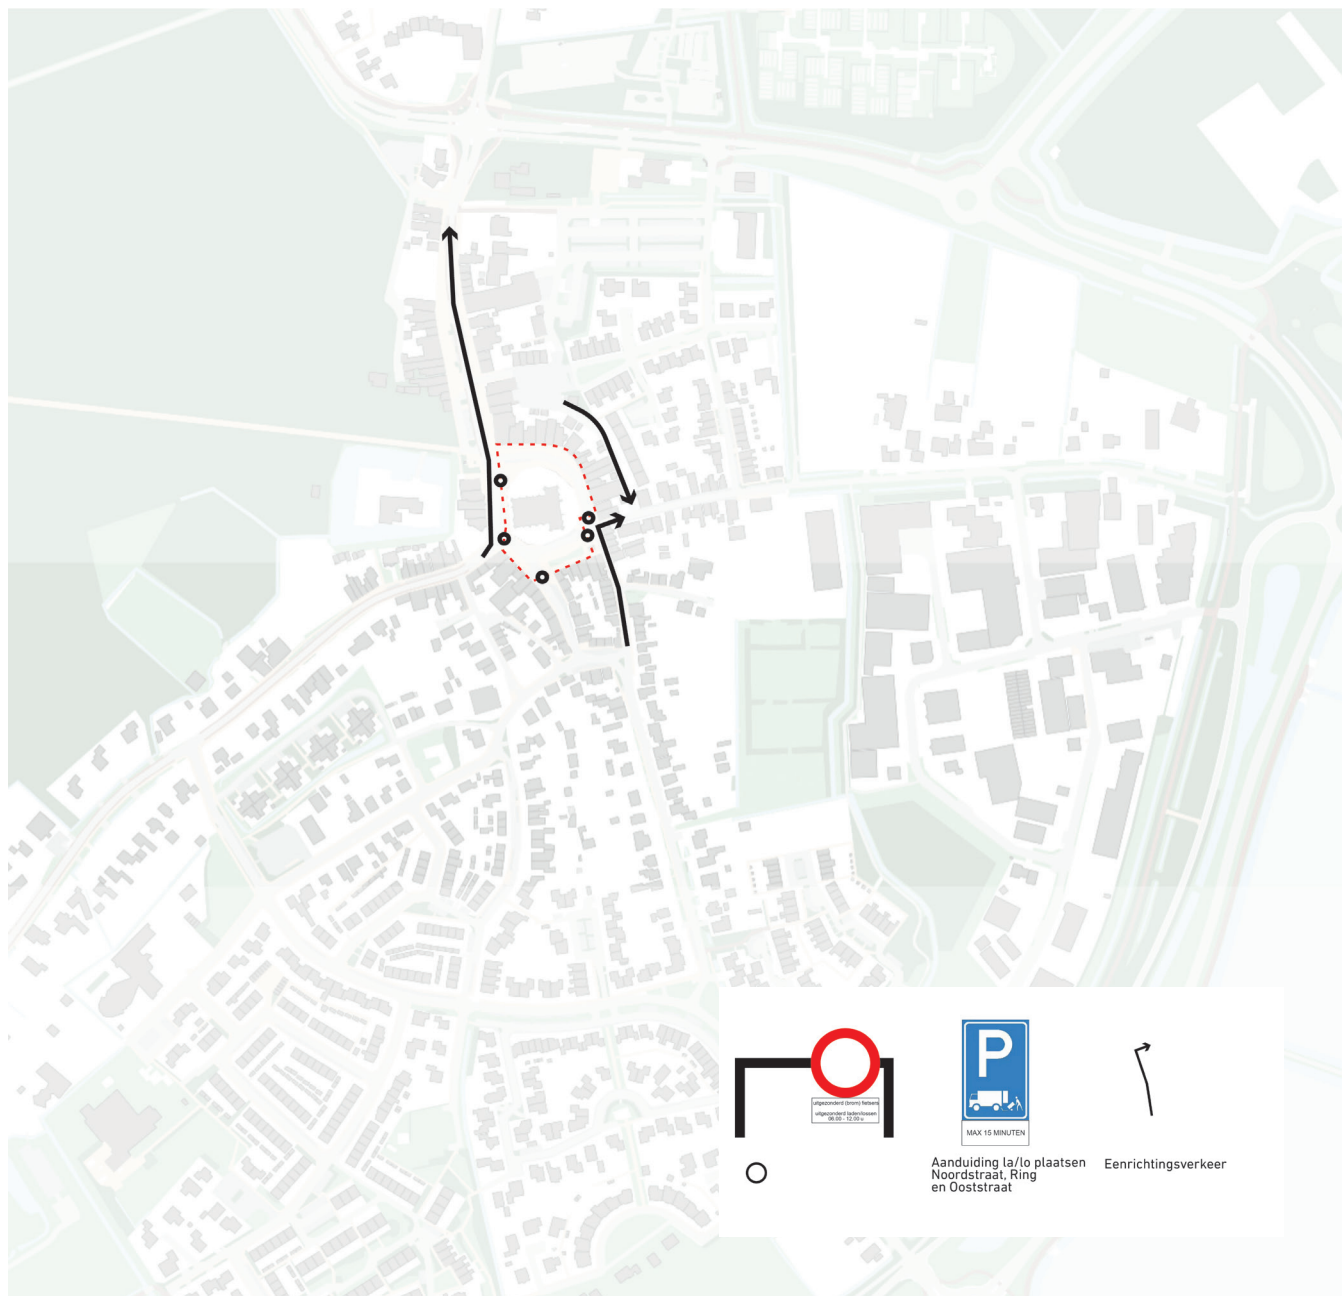 uitgezonderd (brom) fietsers
uitgezonderd laden/lossen
06.00 - 12.00 u
P
MAX 15 MINUTEN
Aanduiding la/lo plaatsen
Noordstraat, Ring
en Ooststraat
Eenrichtingsverkeer